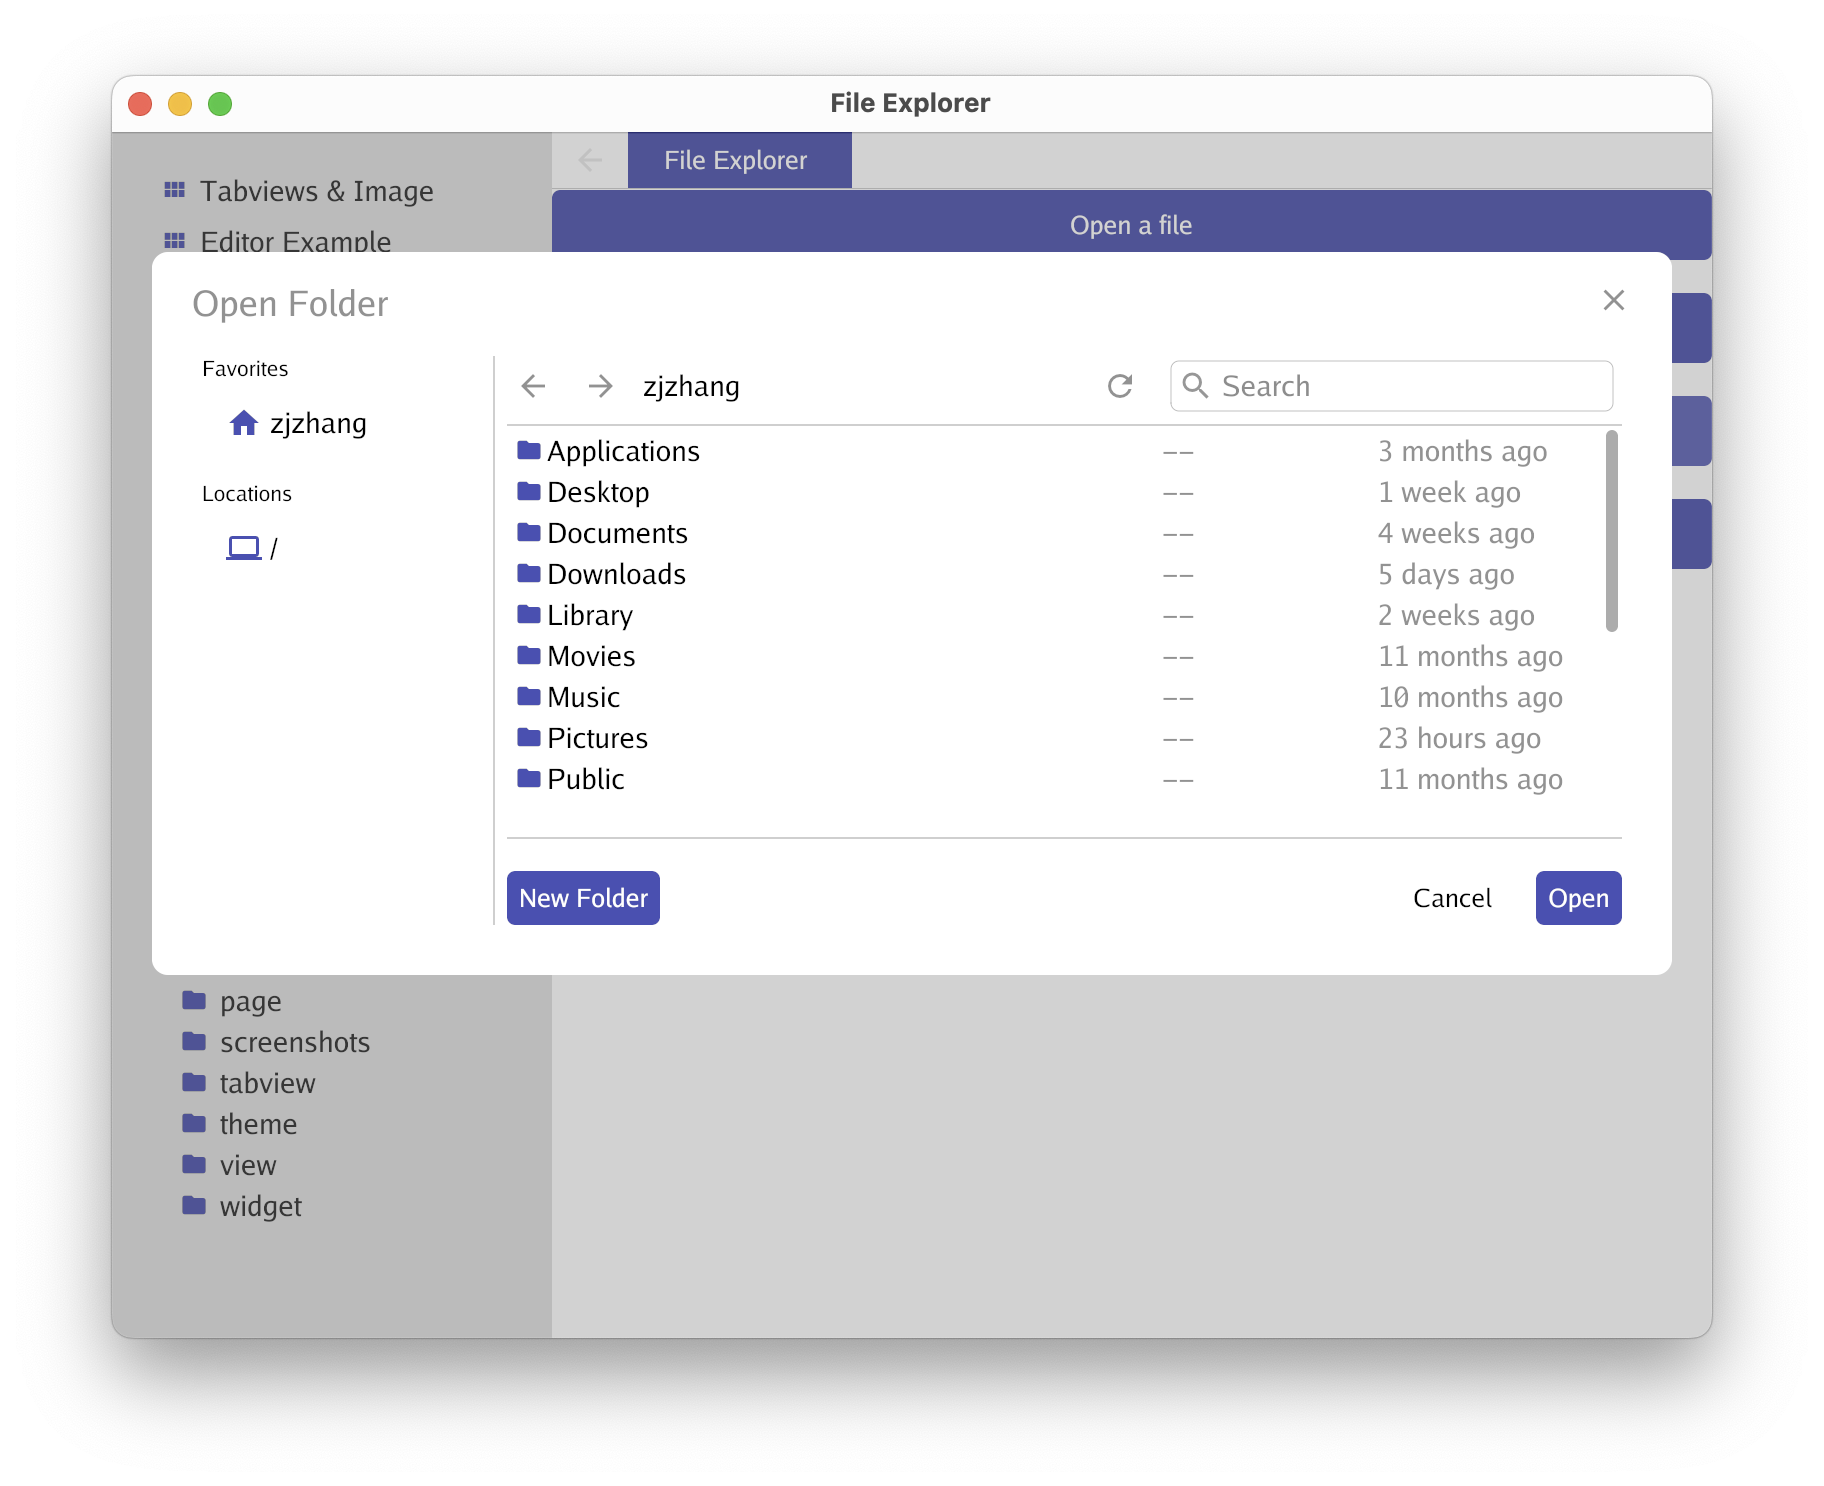 File Explorer
File Explorer
Tabviews & Image
Open a file
Editor Example
Open Folder
Favorites
zjzhang
Locations
/
zjzhang
Search
Applications -- 3 months ago
Desktop -- 1 week ago
Documents -- 4 weeks ago
Downloads -- 5 days ago
Library -- 2 weeks ago
Movies -- 11 months ago
Music -- 10 months ago
Pictures -- 23 hours ago
Public -- 11 months ago
New Folder
Cancel
Open
page
screenshots
tabview
theme
view
widget